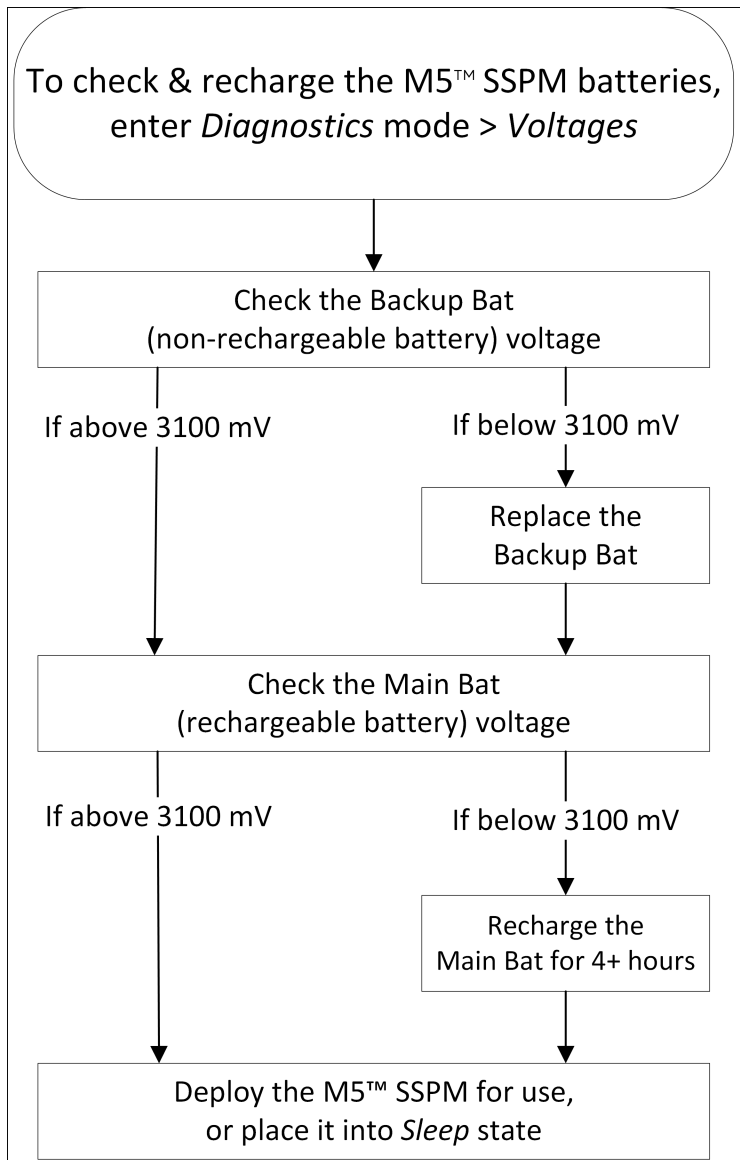 To check & recharge the M5™ SSPM batteries,
enter Diagnostics mode > Voltages
Check the Backup Bat
(non-rechargeable battery) voltage
If above 3100 mV
If below 3100 mV
Replace the
Backup Bat
Check the Main Bat
(rechargeable battery) voltage
If above 3100 mV
If below 3100 mV
Recharge the
Main Bat for 4+ hours
Deploy the M5™ SSPM for use,
or place it into Sleep state